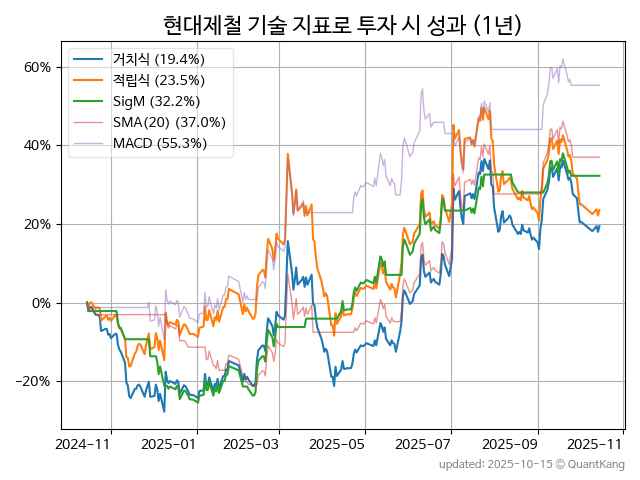 현대제철 기술 지표로 투자 시 성과 (1년)
거치식 (19.4%)
적립식 (23.5%)
SigM (32.2%)
SMA(20) (37.0%)
MACD (55.3%)
60%
40%
20%
0%
−20%
2024-11 2025-01 2025-03 2025-05 2025-07 2025-09 2025-11
updated: 2025-10-15 © QuantKang